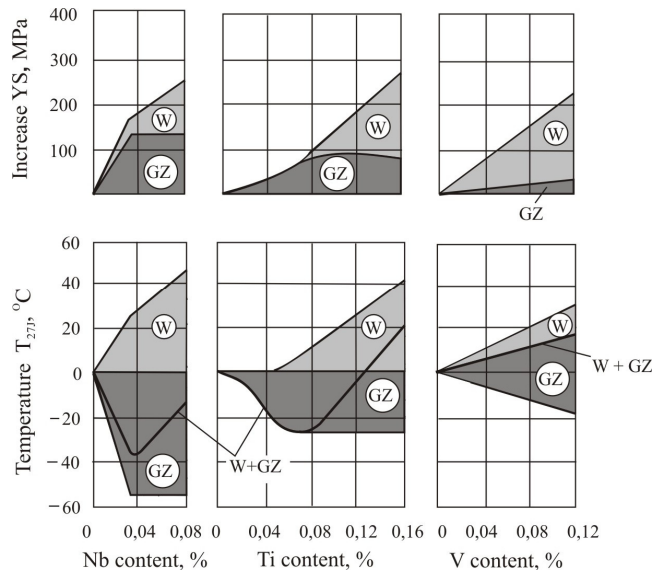 Increase YS, MPa
400
300
200
100
W
GZ
W
GZ
W
GZ
Temperature T27J, °C
60
40
20
0
−20
−40
−60
W
GZ
W+GZ
W
GZ
W
GZ
W + GZ
0 0,04 0,08
0 0,04 0,08 0,12 0,16
0 0,04 0,08 0,12
Nb content, % Ti content, % V content, %